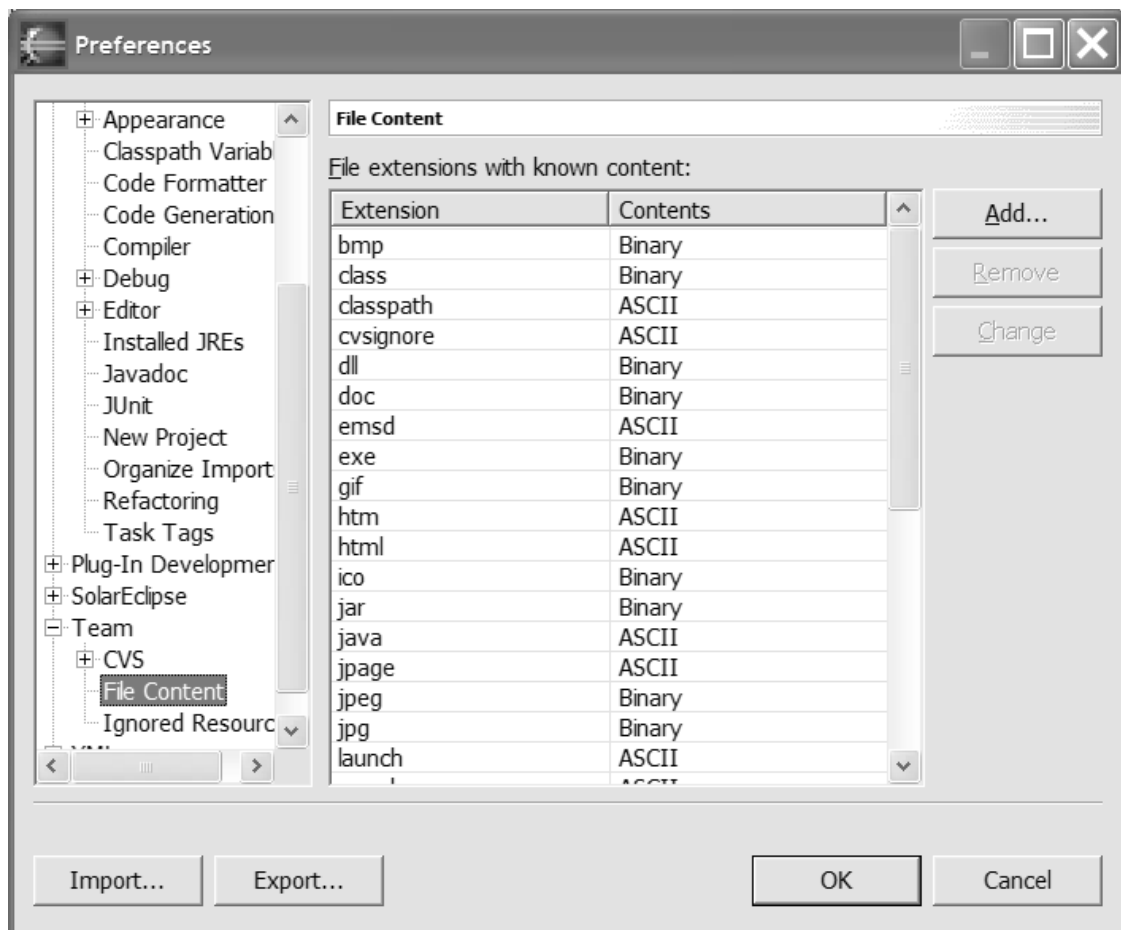 Preferences
Appearance
Classpath Variabl
Code Formatter
Code Generation
Compiler
Debug
Editor
Installed JREs
Javadoc
JUnit
New Project
Organize Import
Refactoring
Task Tags
Plug-In Developmer
SolarEclipse
Team
CVS
File Content
Ignored Resourc
File Content
File extensions with known content:
Extension Contents
bmp Binary
class Binary
classpath ASCII
cvsignore ASCII
dll Binary
doc Binary
emsd ASCII
exe Binary
gif Binary
htm ASCII
html ASCII
ico Binary
jar Binary
java ASCII
jpage ASCII
jpeg Binary
jpg Binary
launch ASCII
Add...
Remove
Change
Import... Export... OK Cancel